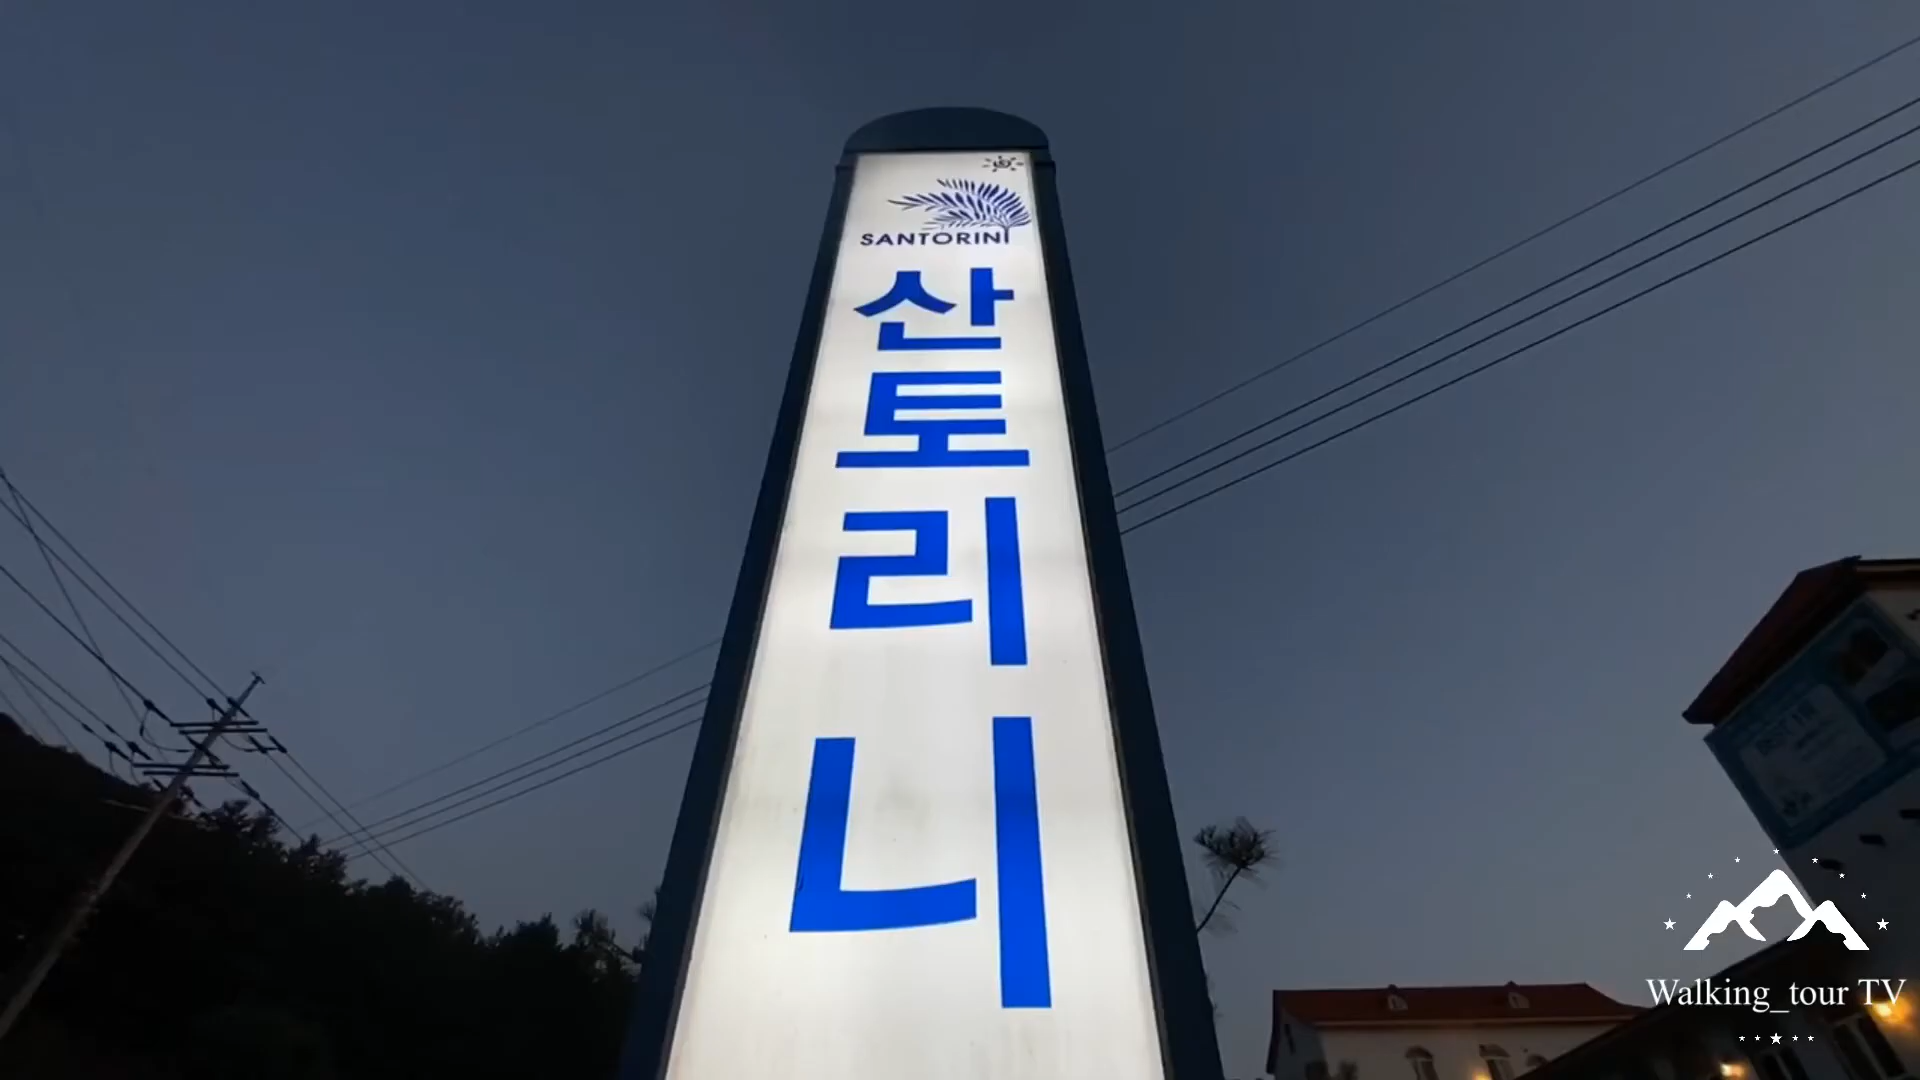 SANTORINI
산
토
리
니
Walking_tour TV